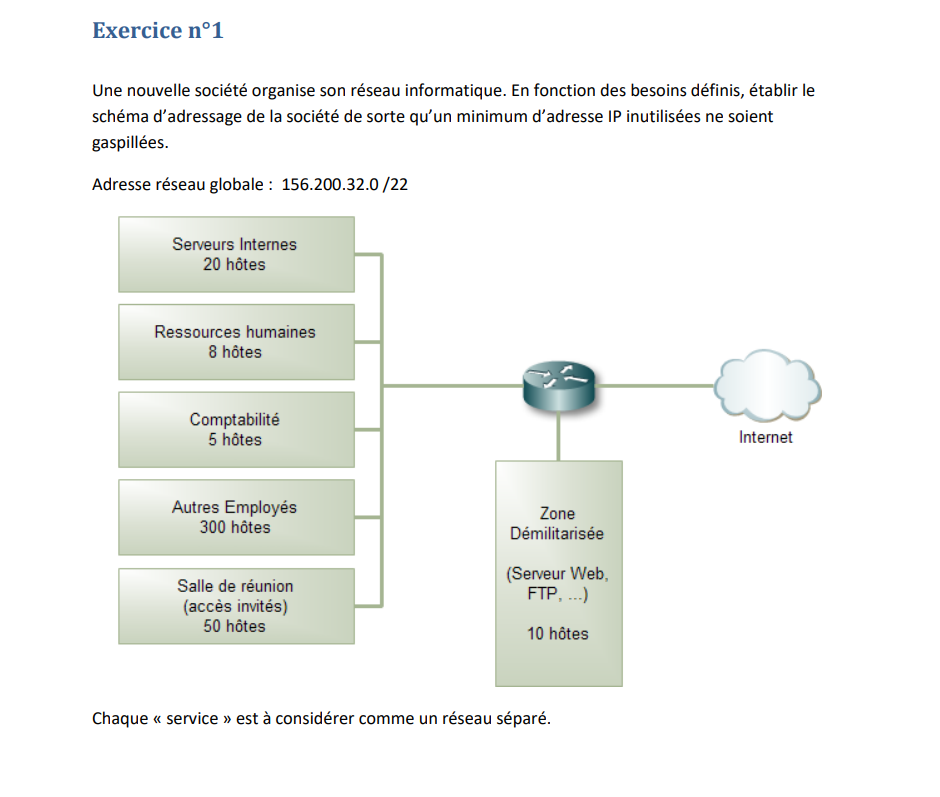 Exercice n°1
Une nouvelle société organise son réseau informatique. En fonction des besoins définis, établir le
schéma d’adressage de la société de sorte qu’un minimum d’adresse IP inutilisées ne soient
gaspillées.
Adresse réseau globale : 156.200.32.0 /22
Serveurs Internes
20 hôtes
Ressources humaines
8 hôtes
Comptabilité
5 hôtes
Autres Employés
300 hôtes
Salle de réunion
(accès invités)
50 hôtes
Internet
Zone
Démilitarisée
(Serveur Web,
FTP, ...)
10 hôtes
Chaque « service » est à considérer comme un réseau séparé.